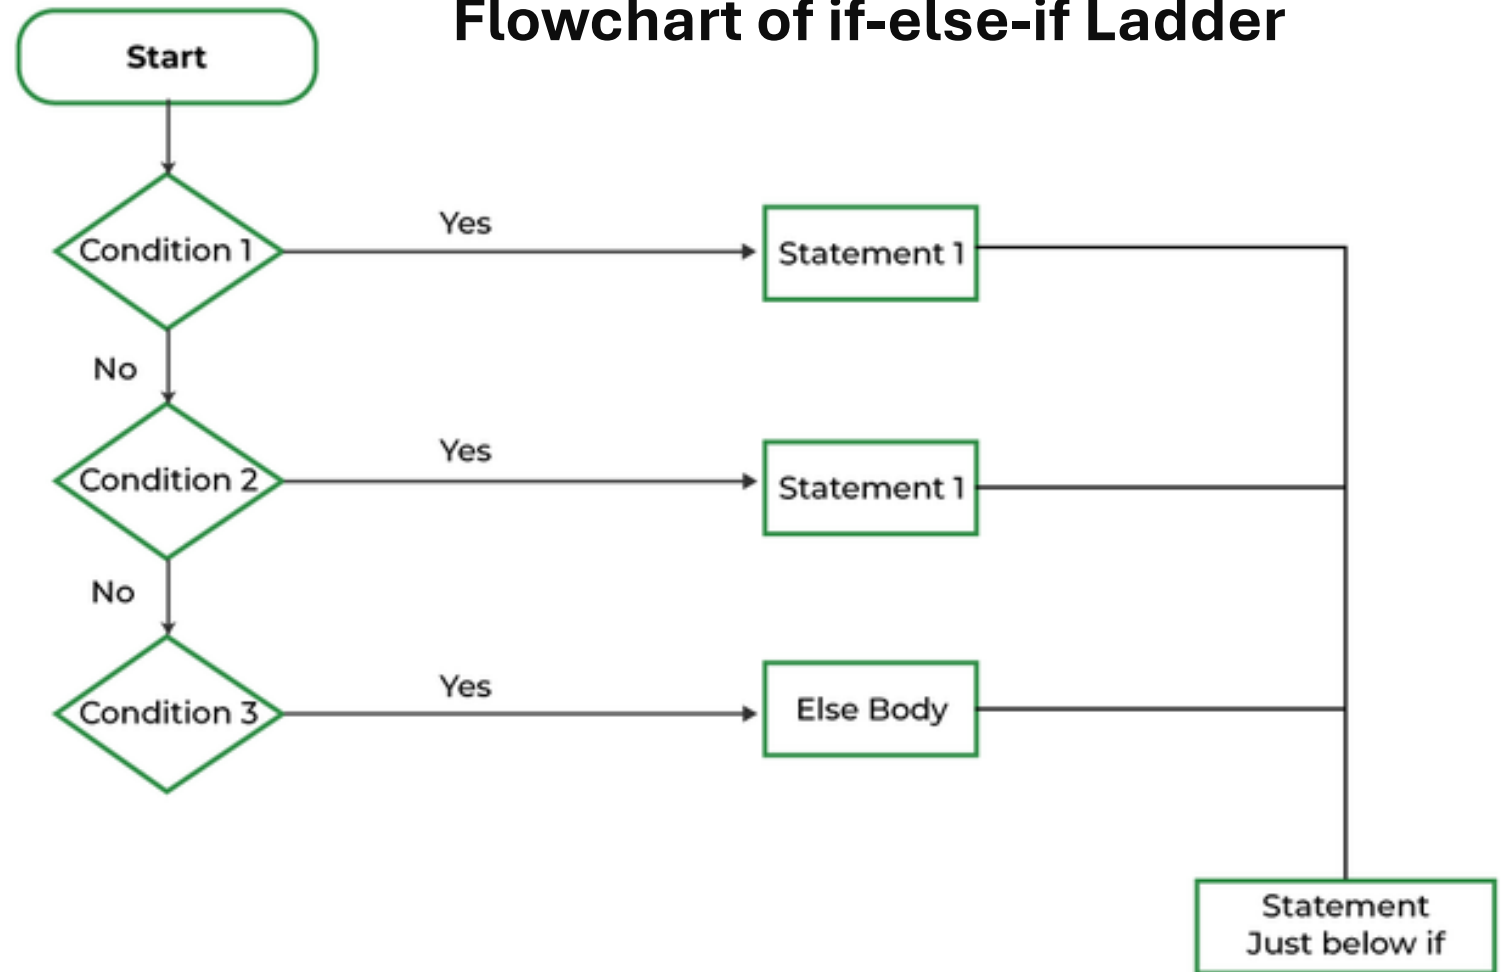 Flowchart of if-else-if Ladder
Start
Condition 1
Yes
Statement 1
No
Condition 2
Yes
Statement 1
No
Condition 3
Yes
Else Body
Statement
Just below if